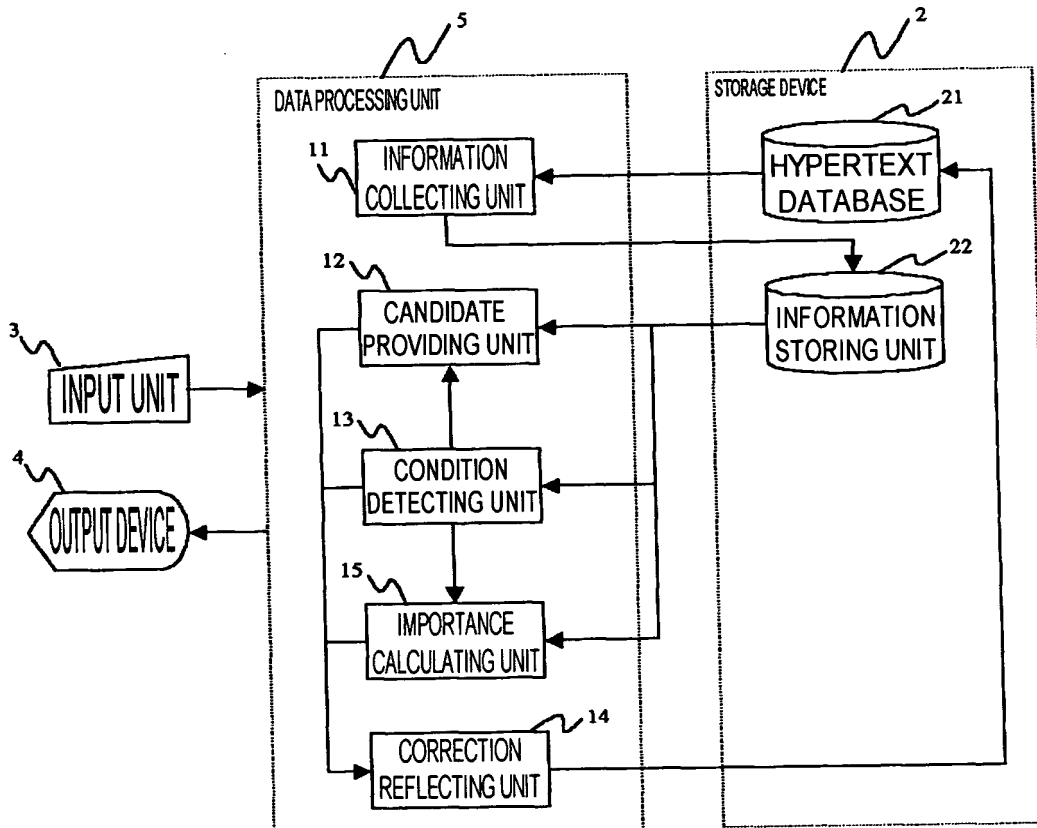 5
2
DATA PROCESSING UNIT
STORAGE DEVICE
21
11
INFORMATION
COLLECTING UNIT
HYPERTEXT
DATABASE
12
22
CANDIDATE
PROVIDING UNIT
INFORMATION
STORING UNIT
3
INPUT UNIT
13
CONDITION
DETECTING UNIT
4
OUTPUT DEVICE
15
IMPORTANCE
CALCULATING UNIT
14
CORRECTION
REFLECTING UNIT